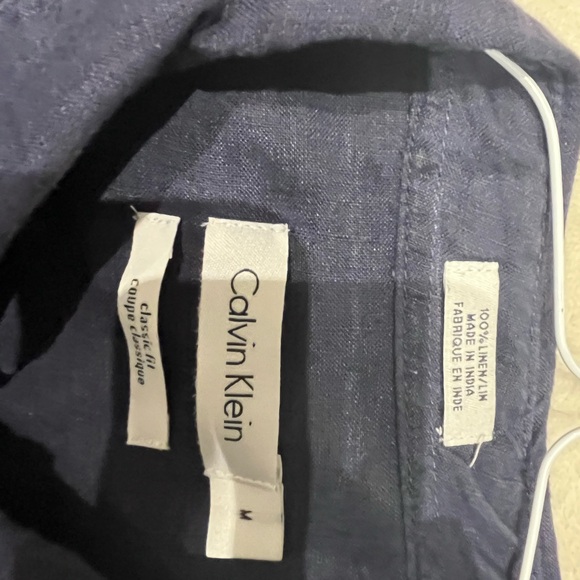 Calvin Klein
M
classic fit
coupe classique
100% LINEN/LIN
MADE IN INDIA
FABRIQUE EN INDE